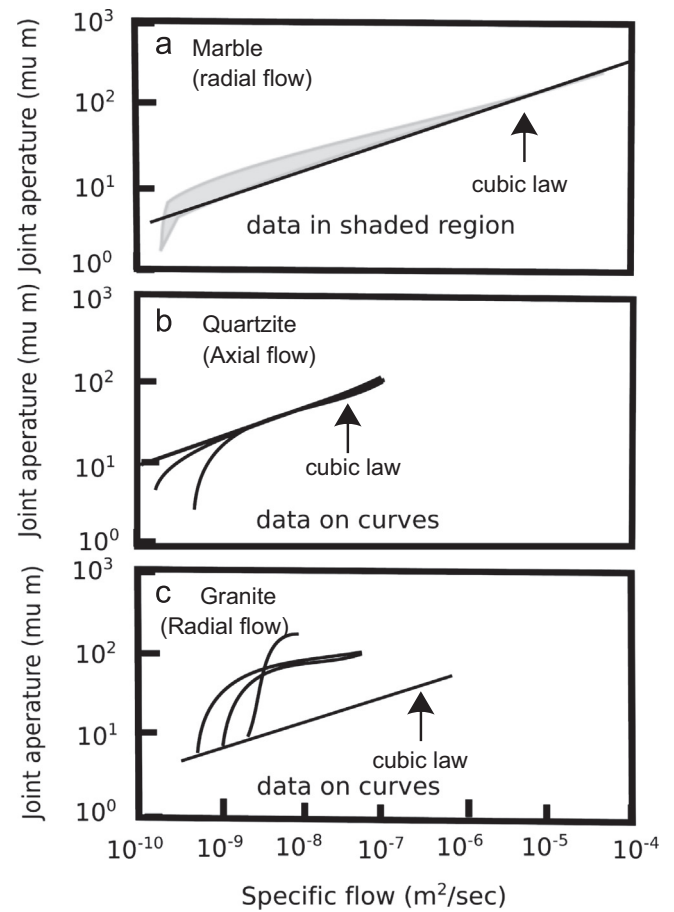 10³
a Marble
(radial flow)
10²
10¹
10⁰
Joint aperature (mu m)
cubic law
data in shaded region
10³
b Quartzite
(Axial flow)
10²
10¹
10⁰
Joint aperature (mu m)
cubic law
data on curves
10³
c Granite
(Radial flow)
10²
10¹
10⁰
Joint aperature (mu m)
cubic law
data on curves
10⁻¹⁰ 10⁻⁹ 10⁻⁸ 10⁻⁷ 10⁻⁶ 10⁻⁵ 10⁻⁴
Specific flow (m²/sec)